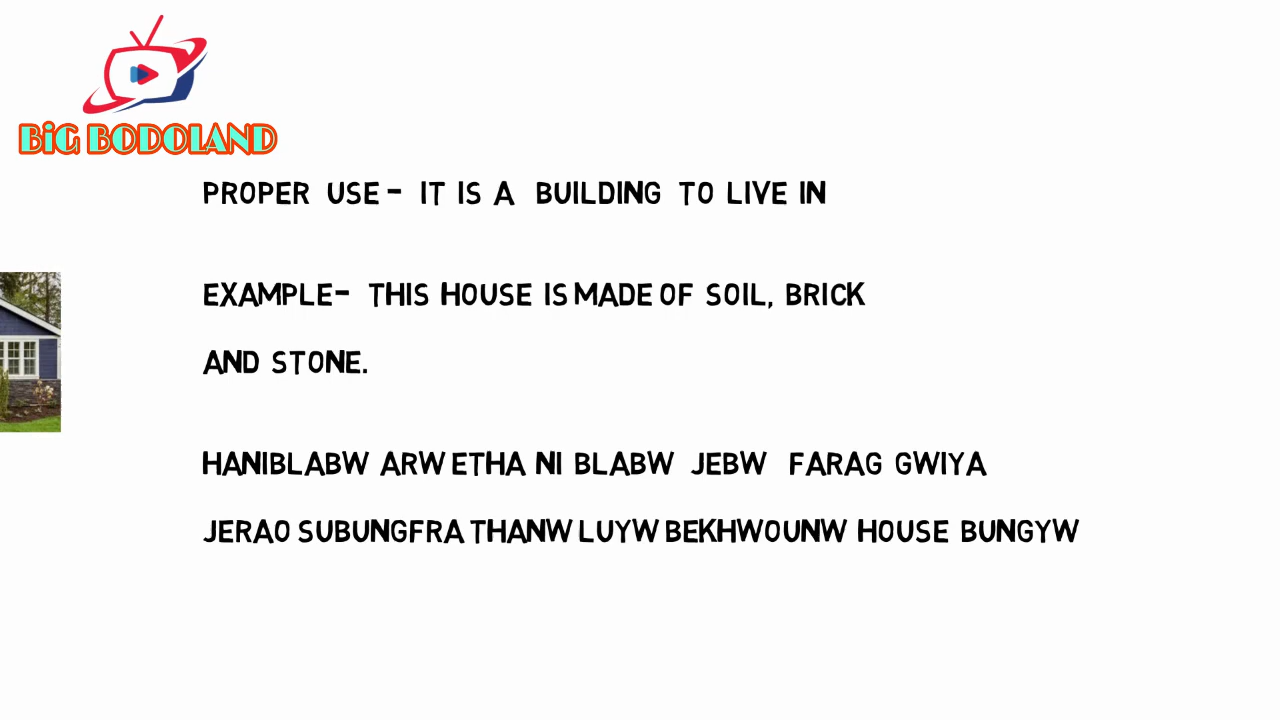 BiG BODOLAND
PROPER USE - IT IS A BUILDING TO LIVE IN
EXAMPLE- THIS HOUSE IS MADE OF SOIL, BRICK
AND STONE.
HANIBLABW ARW ETHA NI BLABW JEBW FARAG GWIYA
JERAO SUBUNGFRA THANW LUYW BEKHWOUNW HOUSE BUNGYW